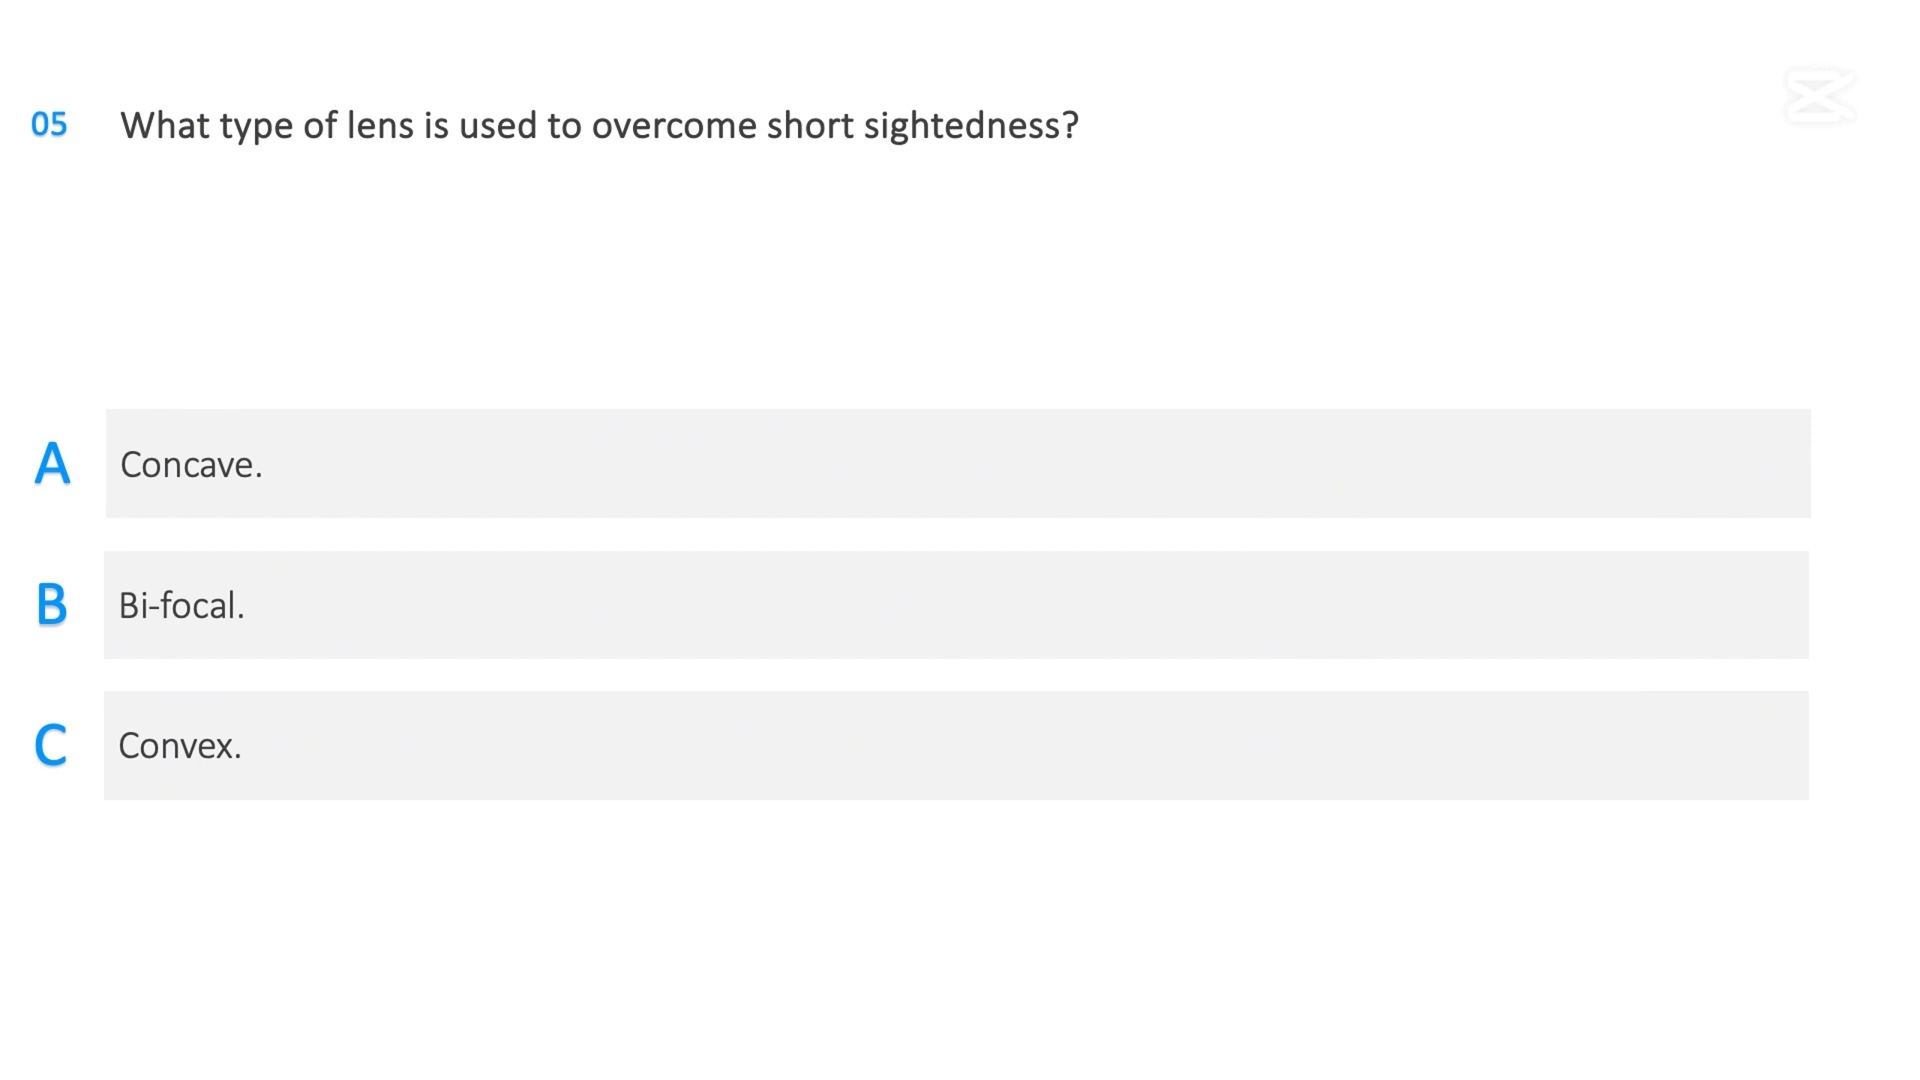 05 What type of lens is used to overcome short sightedness?
A Concave.
B Bi-focal.
C Convex.